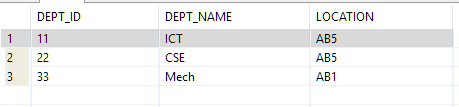 DEPT_ID DEPT_NAME LOCATION
1 11 ICT AB5
2 22 CSE AB5
3 33 Mech AB1